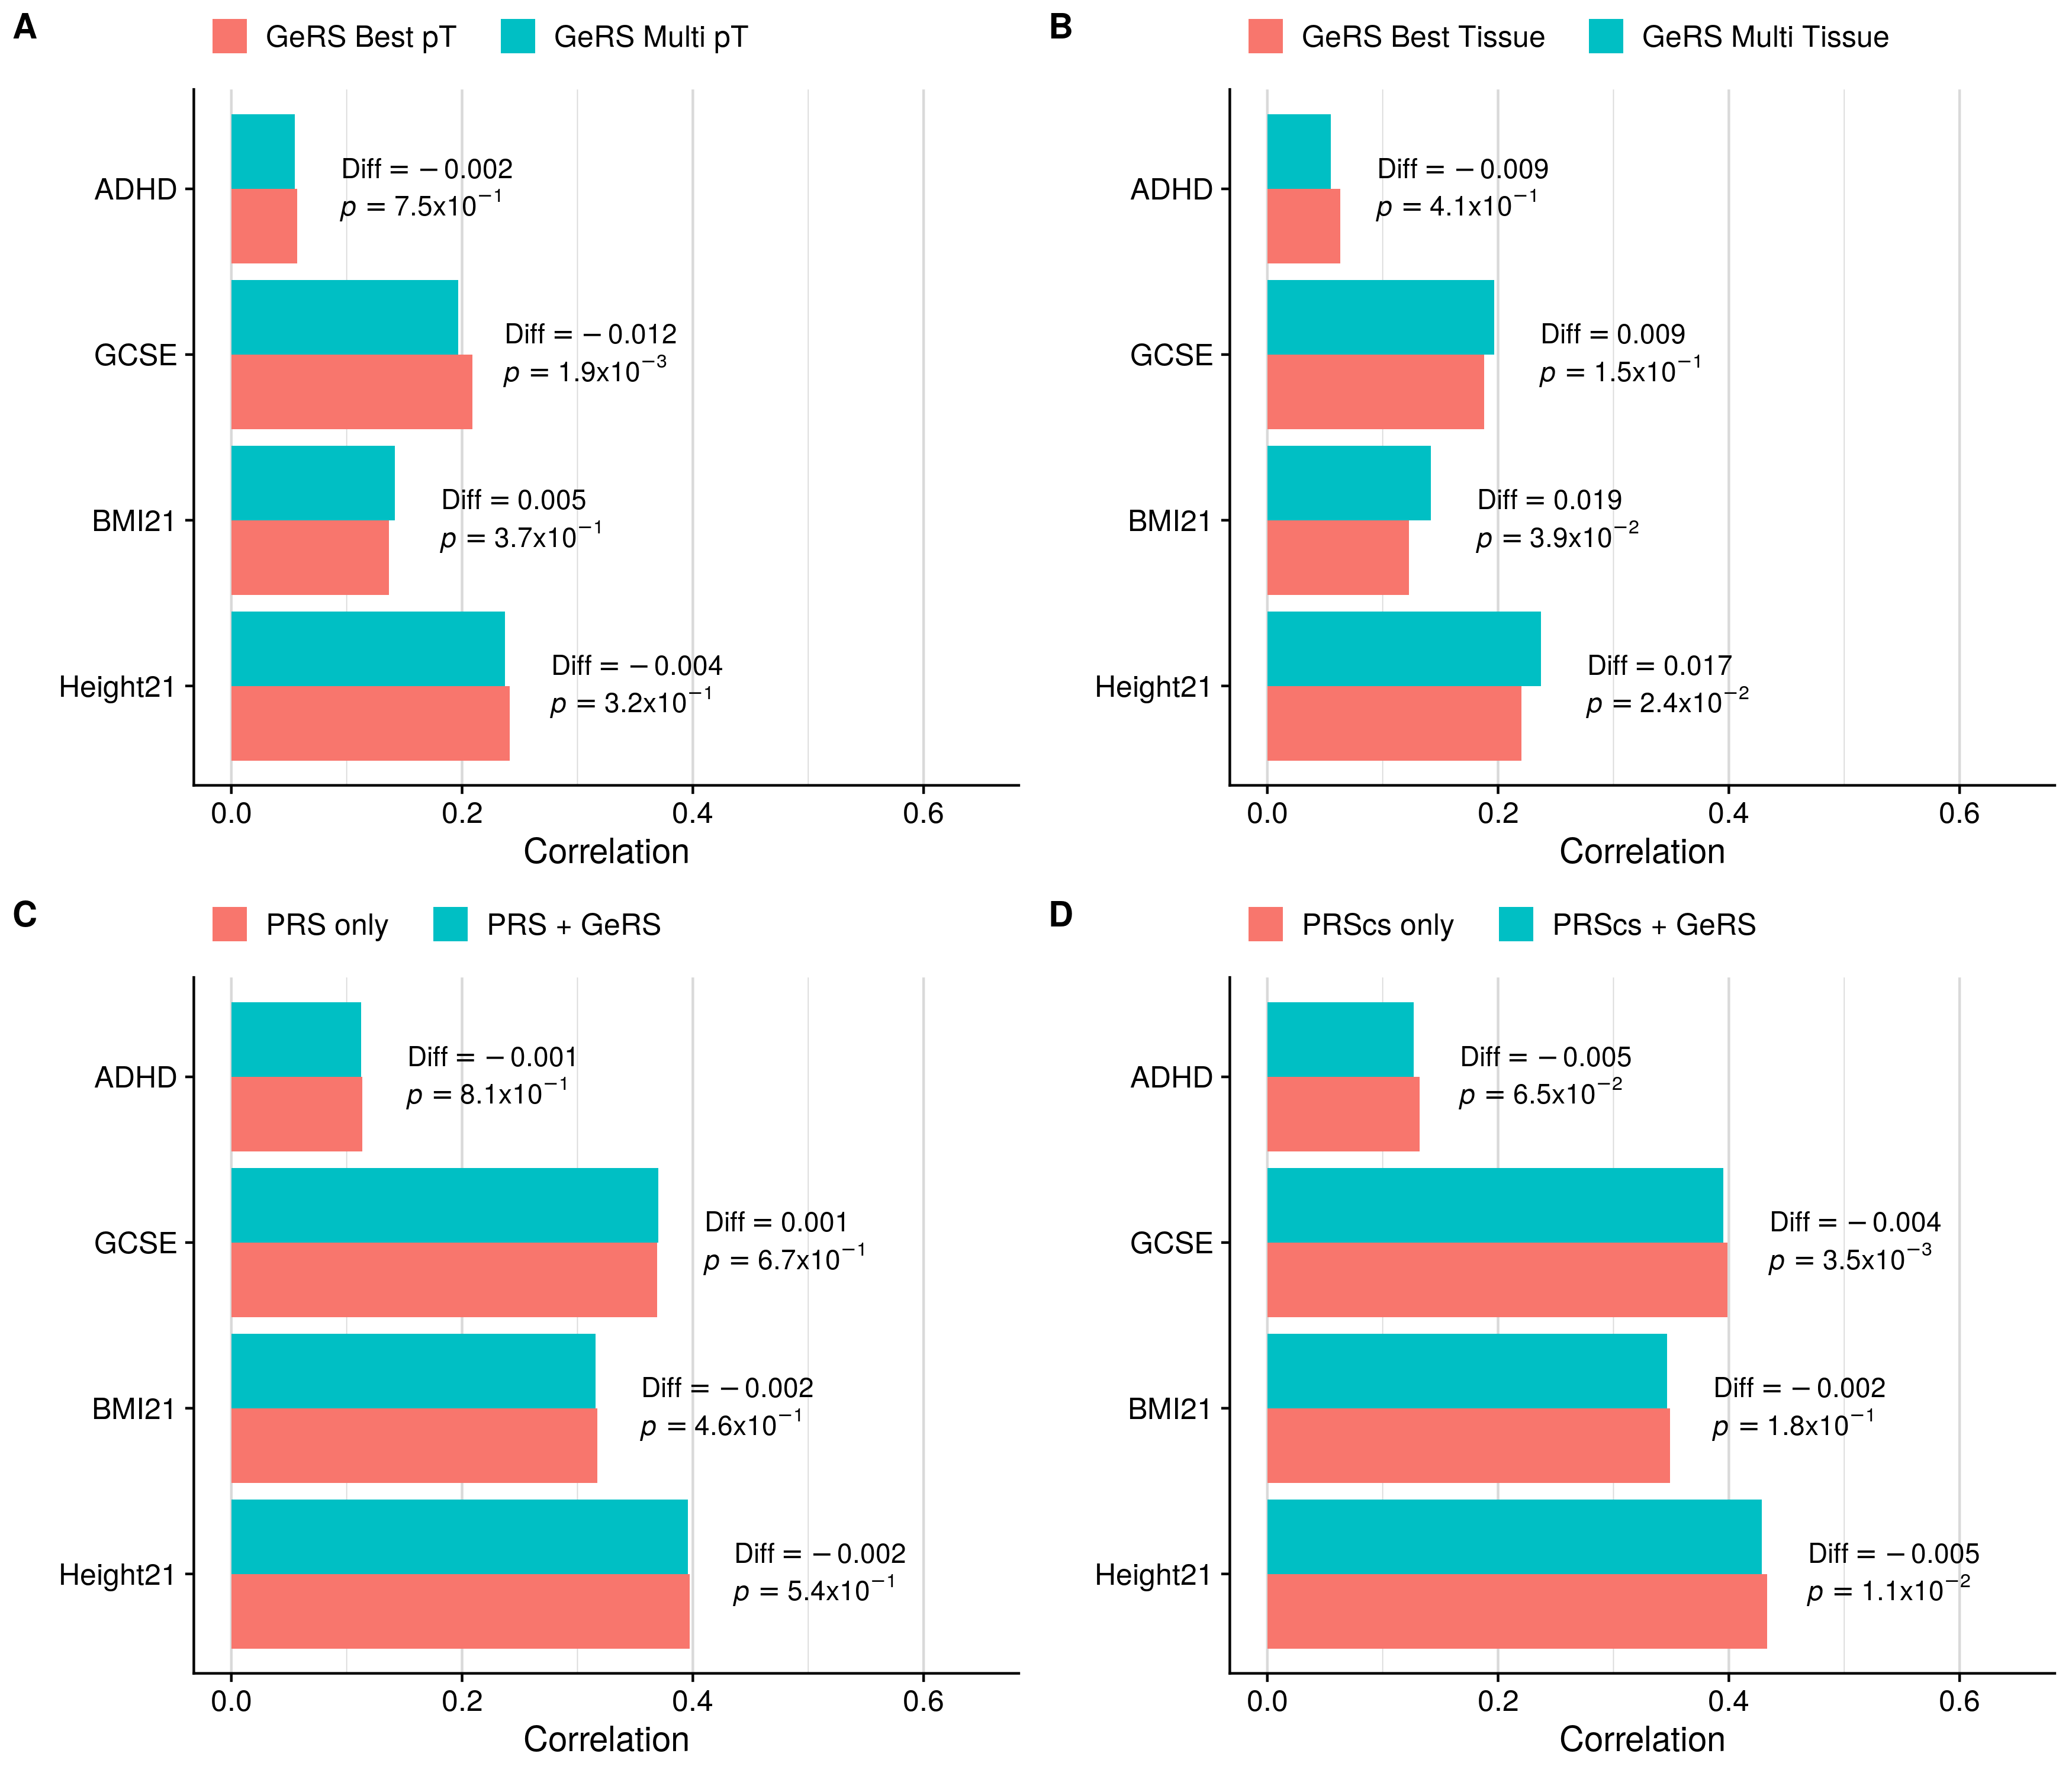 A
GeRS Best pT GeRS Multi pT
ADHD
Diff = −0.002
p = 7.5x10⁻¹
GCSE
Diff = −0.012
p = 1.9x10⁻³
BMI21
Diff = 0.005
p = 3.7x10⁻¹
Height21
Diff = −0.004
p = 3.2x10⁻¹
0.0 0.2 0.4 0.6
Correlation
B
GeRS Best Tissue GeRS Multi Tissue
ADHD
Diff = −0.009
p = 4.1x10⁻¹
GCSE
Diff = 0.009
p = 1.5x10⁻¹
BMI21
Diff = 0.019
p = 3.9x10⁻²
Height21
Diff = 0.017
p = 2.4x10⁻²
0.0 0.2 0.4 0.6
Correlation
C
PRS only PRS + GeRS
ADHD
Diff = −0.001
p = 8.1x10⁻¹
GCSE
Diff = 0.001
p = 6.7x10⁻¹
BMI21
Diff = −0.002
p = 4.6x10⁻¹
Height21
Diff = −0.002
p = 5.4x10⁻¹
0.0 0.2 0.4 0.6
Correlation
D
PRScs only PRScs + GeRS
ADHD
Diff = −0.005
p = 6.5x10⁻²
GCSE
Diff = −0.004
p = 3.5x10⁻³
BMI21
Diff = −0.002
p = 1.8x10⁻¹
Height21
Diff = −0.005
p = 1.1x10⁻²
0.0 0.2 0.4 0.6
Correlation